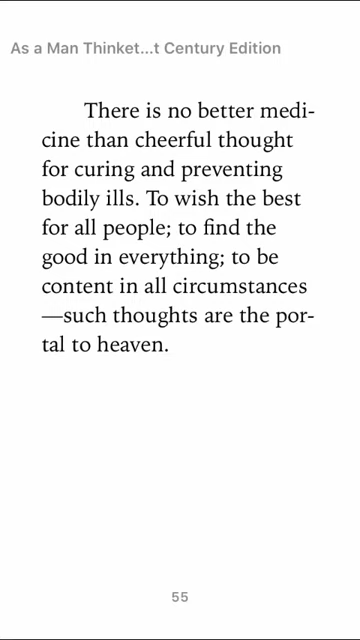 As a Man Thinket...t Century Edition
There is no better medi-
cine than cheerful thought
for curing and preventing
bodily ills. To wish the best
for all people; to find the
good in everything; to be
content in all circumstances
—such thoughts are the por-
tal to heaven.
55